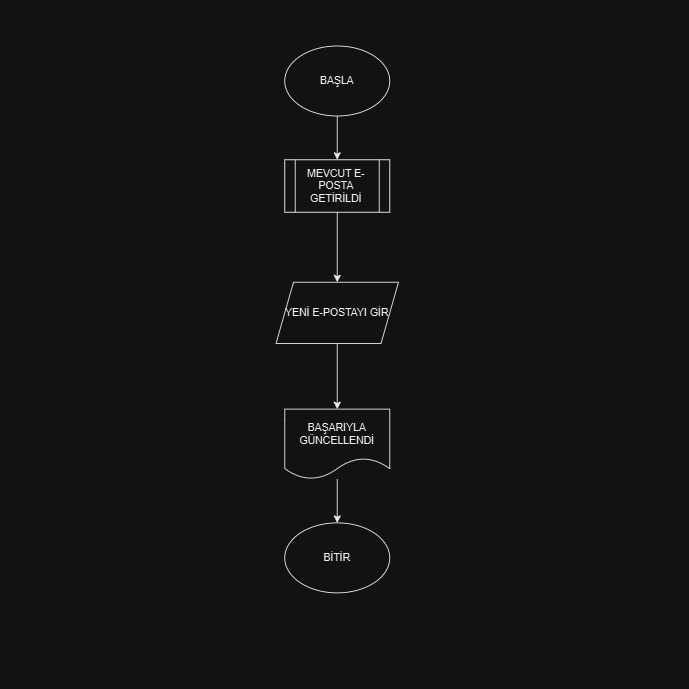 BAŞLA
MEVCUT E-
POSTA
GETİRİLDİ
YENİ E-POSTAYI GİR
BAŞARIYLA
GÜNCELLENDİ
BİTİR